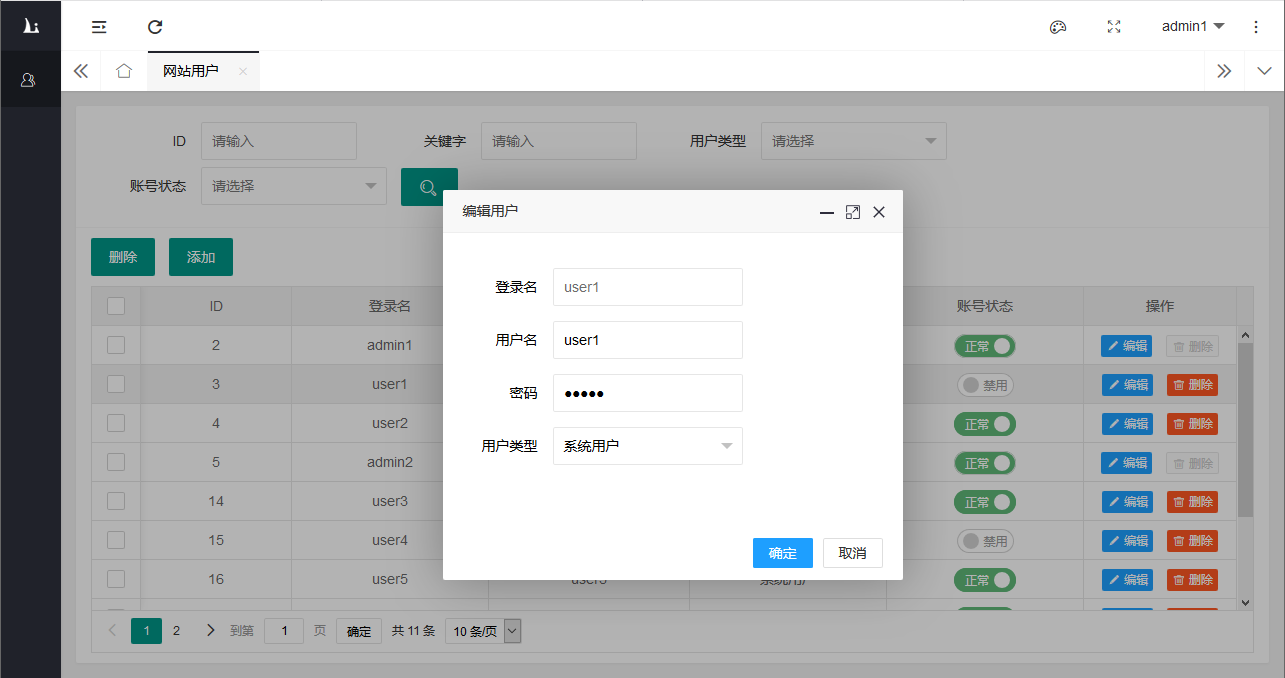 admin1
网站用户
ID 请输入 关键字 请输入 用户类型 请选择
账号状态 请选择
编辑用户
删除 添加
登录名 user1
用户名 user1
密码 ●●●●●
用户类型 系统用户
确定 取消
ID 登录名 账号状态 操作
2 admin1 正常 编辑 删除
3 user1 禁用 编辑 删除
4 user2 正常 编辑 删除
5 admin2 正常 编辑 删除
14 user3 正常 编辑 删除
15 user4 禁用 编辑 删除
16 user5 user5 系统用户 正常 编辑 删除
1 2 到第 1 页 确定 共 11 条 10 条/页